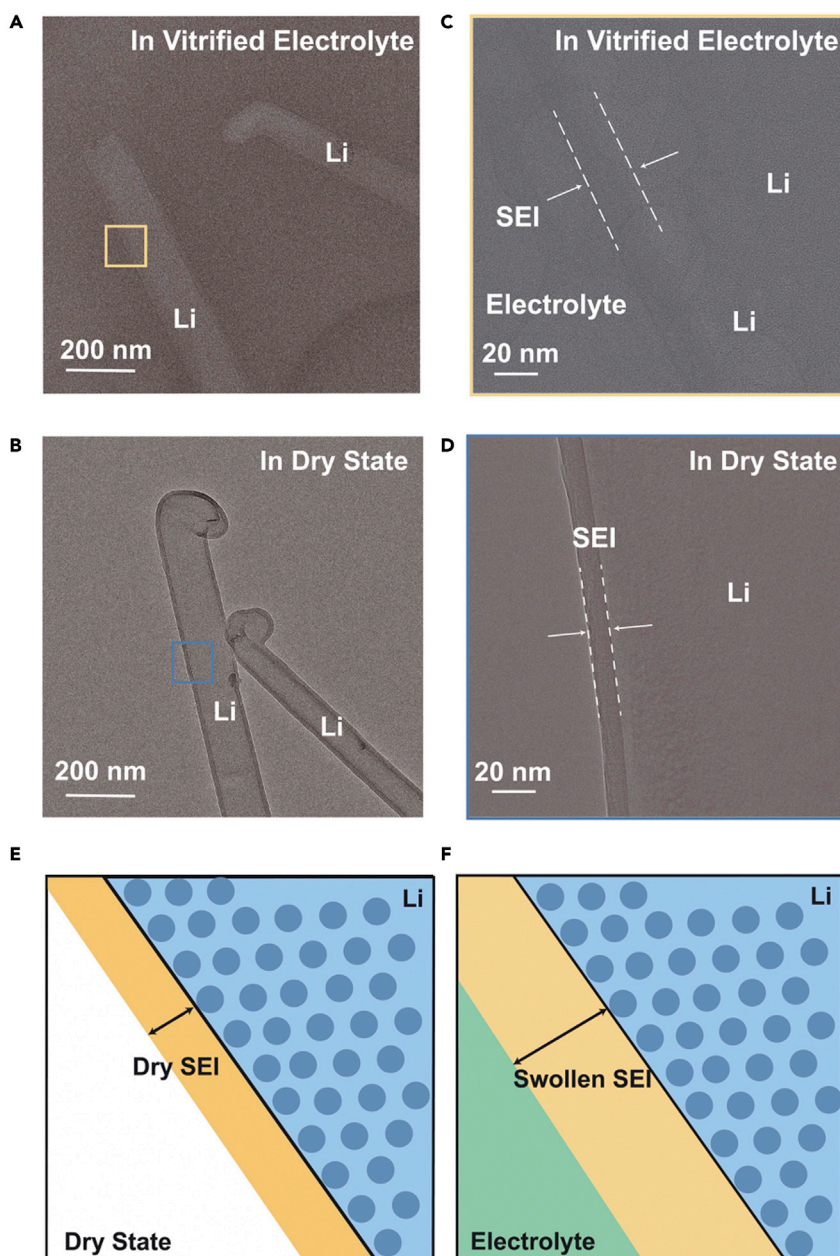 A
In Vitrified Electrolyte
Li
Li
200 nm
C
In Vitrified Electrolyte
Li
SEI
Electrolyte
Li
20 nm
B
In Dry State
Li
Li
200 nm
D
In Dry State
SEI
Li
20 nm
E
Li
Dry SEI
Dry State
F
Li
Swollen SEI
Electrolyte